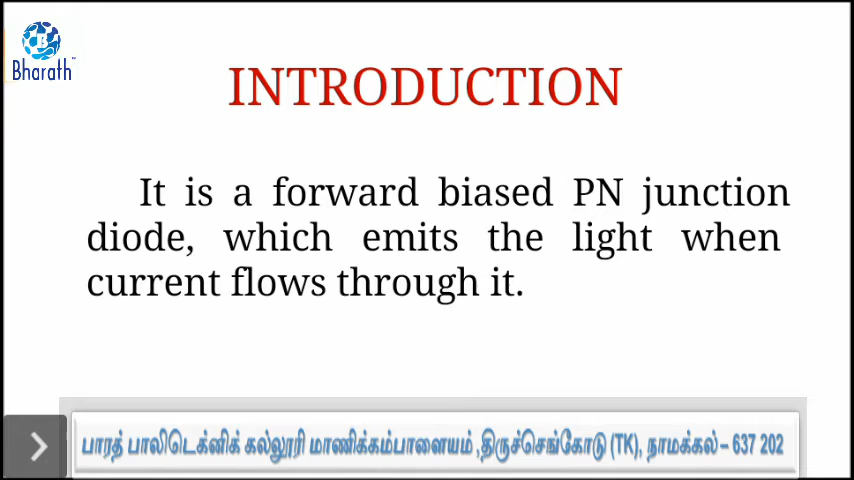 Bharath
INTRODUCTION
It is a forward biased PN junction
diode, which emits the light when
current flows through it.
பாரத் பாலிடெக்னிக் கல்லூரி மாணிக்கம்பாளையம் ,திருச்செங்கோடு (TK), நாமக்கல் – 637 202